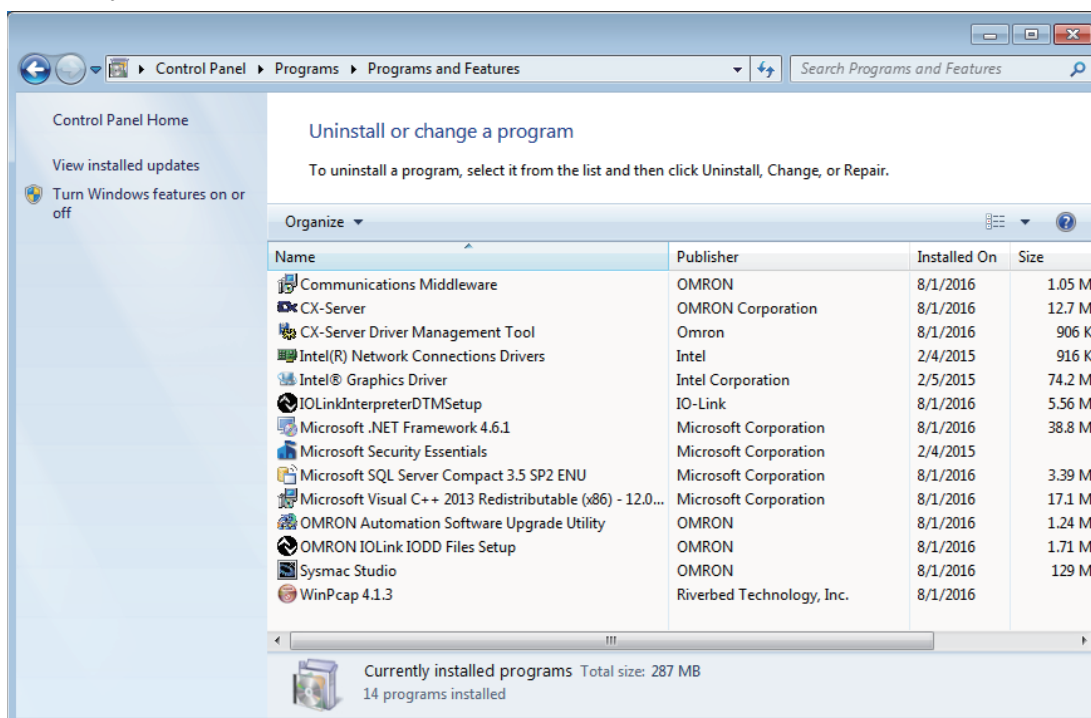 Control Panel Programs Programs and Features Search Programs and Features
Control Panel Home
View installed updates
Turn Windows features on or
off
Uninstall or change a program
To uninstall a program, select it from the list and then click Uninstall, Change, or Repair.
Organize
Name Publisher Installed On Size
Communications Middleware OMRON 8/1/2016 1.05 M
CX-Server OMRON Corporation 8/1/2016 12.7 M
CX-Server Driver Management Tool Omron 8/1/2016 906 K
Intel(R) Network Connections Drivers Intel 2/4/2015 916 K
Intel® Graphics Driver Intel Corporation 2/5/2015 74.2 M
IOLinkInterpreterDTMSetup IO-Link 8/1/2016 5.56 M
Microsoft .NET Framework 4.6.1 Microsoft Corporation 8/1/2016 38.8 M
Microsoft Security Essentials Microsoft Corporation 2/4/2015
Microsoft SQL Server Compact 3.5 SP2 ENU Microsoft Corporation 8/1/2016 3.39 M
Microsoft Visual C++ 2013 Redistributable (x86) - 12.0... Microsoft Corporation 8/1/2016 17.1 M
OMRON Automation Software Upgrade Utility OMRON 8/1/2016 1.24 M
OMRON IOLink IODD Files Setup OMRON 8/1/2016 1.71 M
Sysmac Studio OMRON 8/1/2016 129 M
WinPcap 4.1.3 Riverbed Technology, Inc. 8/1/2016
Currently installed programs Total size: 287 MB
14 programs installed